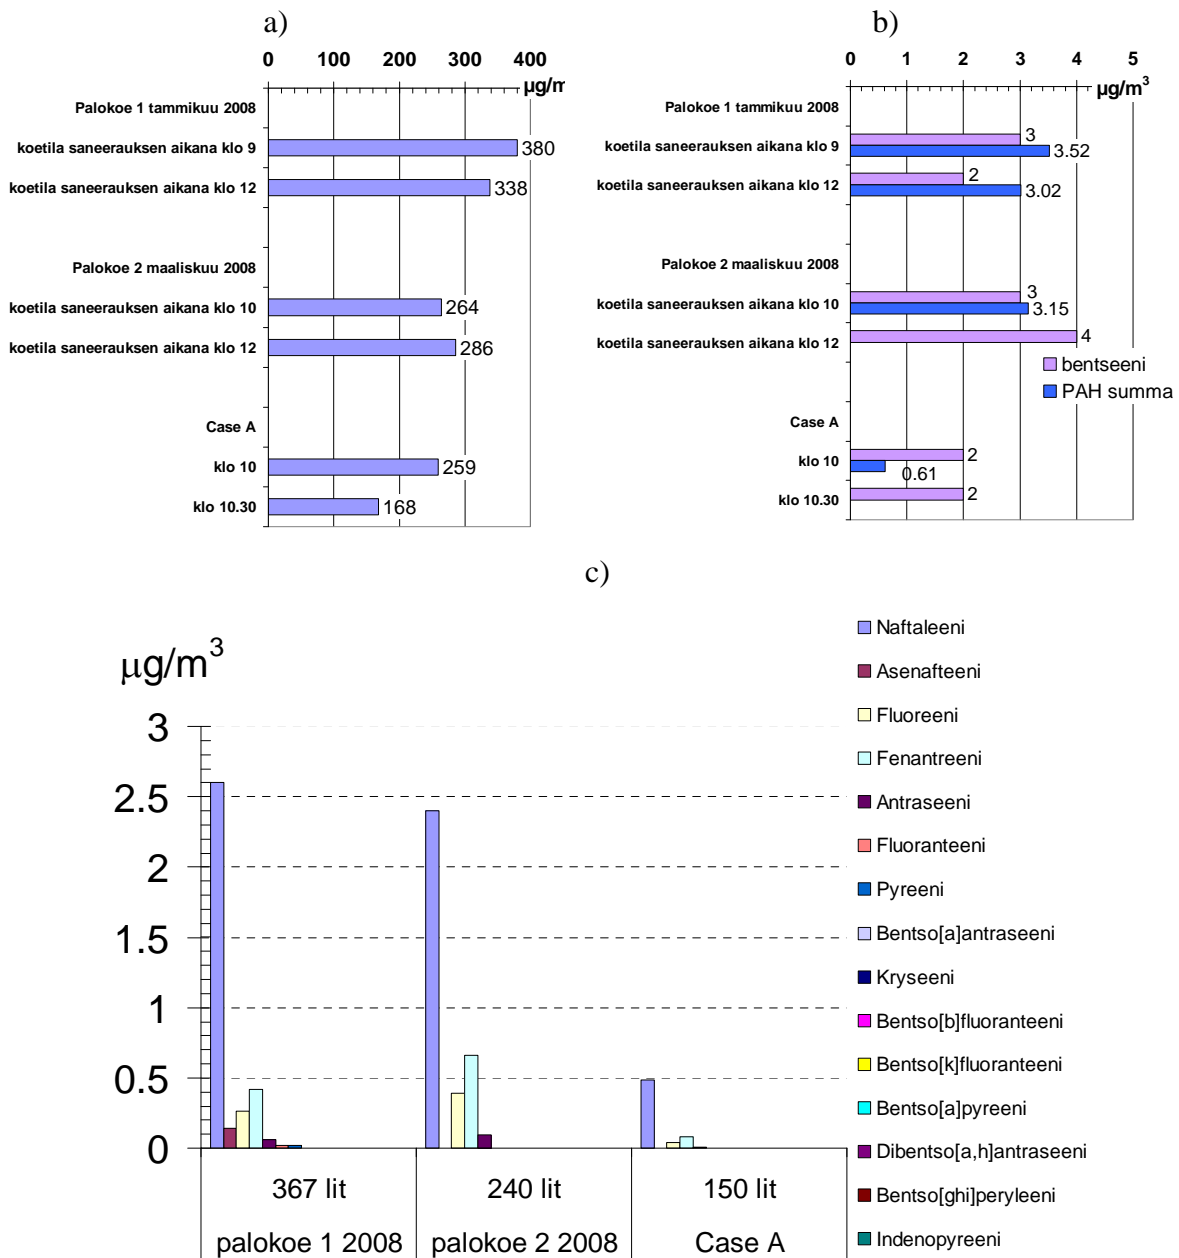 a)
0 100 200 300 400
µg/m
Palokoe 1 tammikuu 2008
koetila saneerauksen aikana klo 9
380
koetila saneerauksen aikana klo 12
338
Palokoe 2 maaliskuu 2008
koetila saneerauksen aikana klo 10
264
koetila saneerauksen aikana klo 12
286
Case A
klo 10
259
klo 10.30
168
b)
0 1 2 3 4 5
µg/m³
Palokoe 1 tammikuu 2008
koetila saneerauksen aikana klo 9
3
3.52
koetila saneerauksen aikana klo 12
2
3.02
Palokoe 2 maaliskuu 2008
koetila saneerauksen aikana klo 10
3
3.15
koetila saneerauksen aikana klo 12
4
bentseeni
PAH summa
Case A
klo 10
2
0.61
klo 10.30
2
c)
µg/m³
3
2.5
2
1.5
1
0.5
0
367 lit 240 lit 150 lit
palokoe 1 2008 palokoe 2 2008 Case A
Naftaleeni
Asenafteeni
Fluoreeni
Fenantreeni
Antraseeni
Fluoranteeni
Pyreeni
Bentso[a]antraseeni
Kryseeni
Bentso[b]fluoranteeni
Bentso[k]fluoranteeni
Bentso[a]pyreeni
Dibentso[a,h]antraseeni
Bentso[ghi]peryleeni
Indenopyreeni